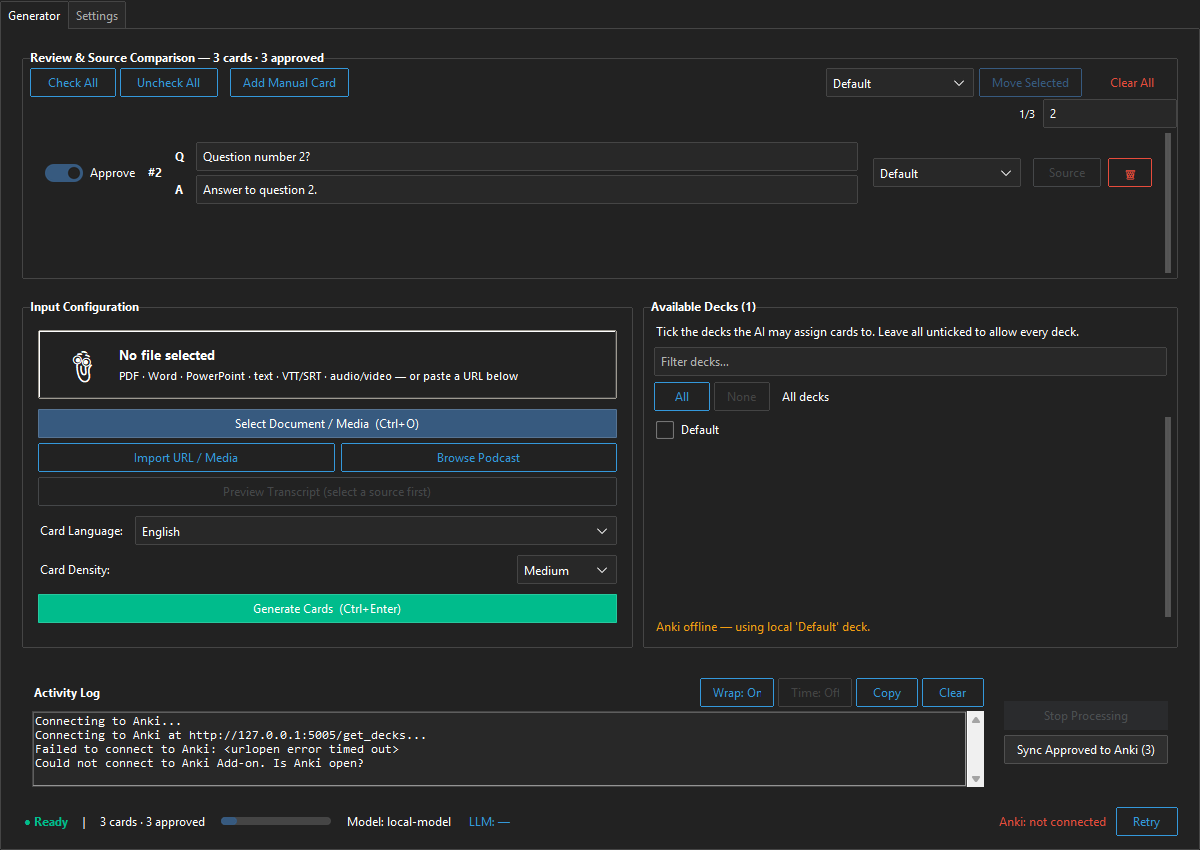 Generator Settings
Review & Source Comparison — 3 cards · 3 approved
Check All Uncheck All Add Manual Card Default Move Selected Clear All
1/3 2
Q Question number 2?
Approve #2 Default Source
A Answer to question 2.
Input Configuration
No file selected
PDF · Word · PowerPoint · text · VTT/SRT · audio/video — or paste a URL below
Select Document / Media (Ctrl+O)
Import URL / Media Browse Podcast
Preview Transcript (select a source first)
Card Language: English
Card Density: Medium
Generate Cards (Ctrl+Enter)
Available Decks (1)
Tick the decks the AI may assign cards to. Leave all unticked to allow every deck.
Filter decks...
All None All decks
Default
Anki offline — using local 'Default' deck.
Activity Log Wrap: On Time: Off Copy Clear
Connecting to Anki...
Connecting to Anki at http://127.0.0.1:5005/get_decks...
Failed to connect to Anki: <urlopen error timed out>
Could not connect to Anki Add-on. Is Anki open?
Stop Processing
Sync Approved to Anki (3)
Ready | 3 cards · 3 approved Model: local-model LLM: — Anki: not connected Retry